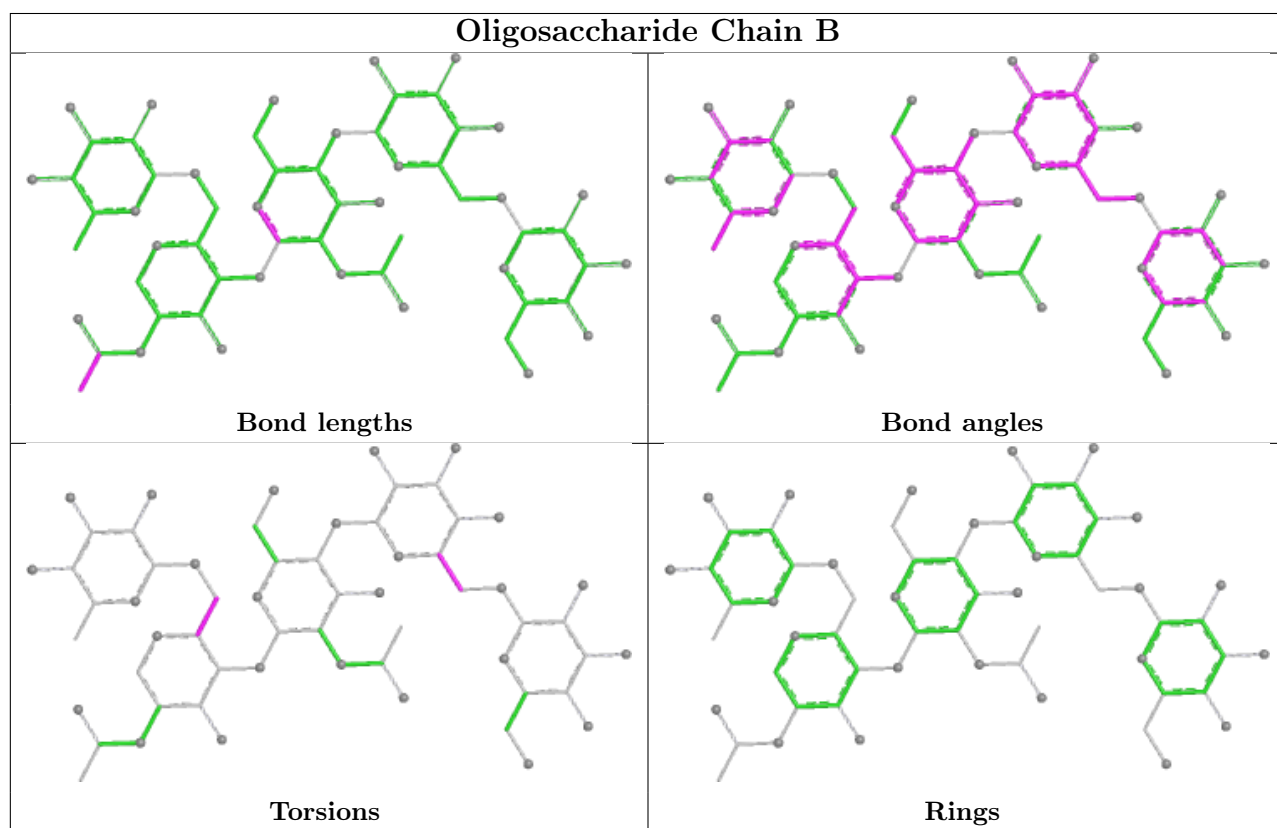 Oligosaccharide Chain B
Bond lengths
Bond angles
Torsions
Rings